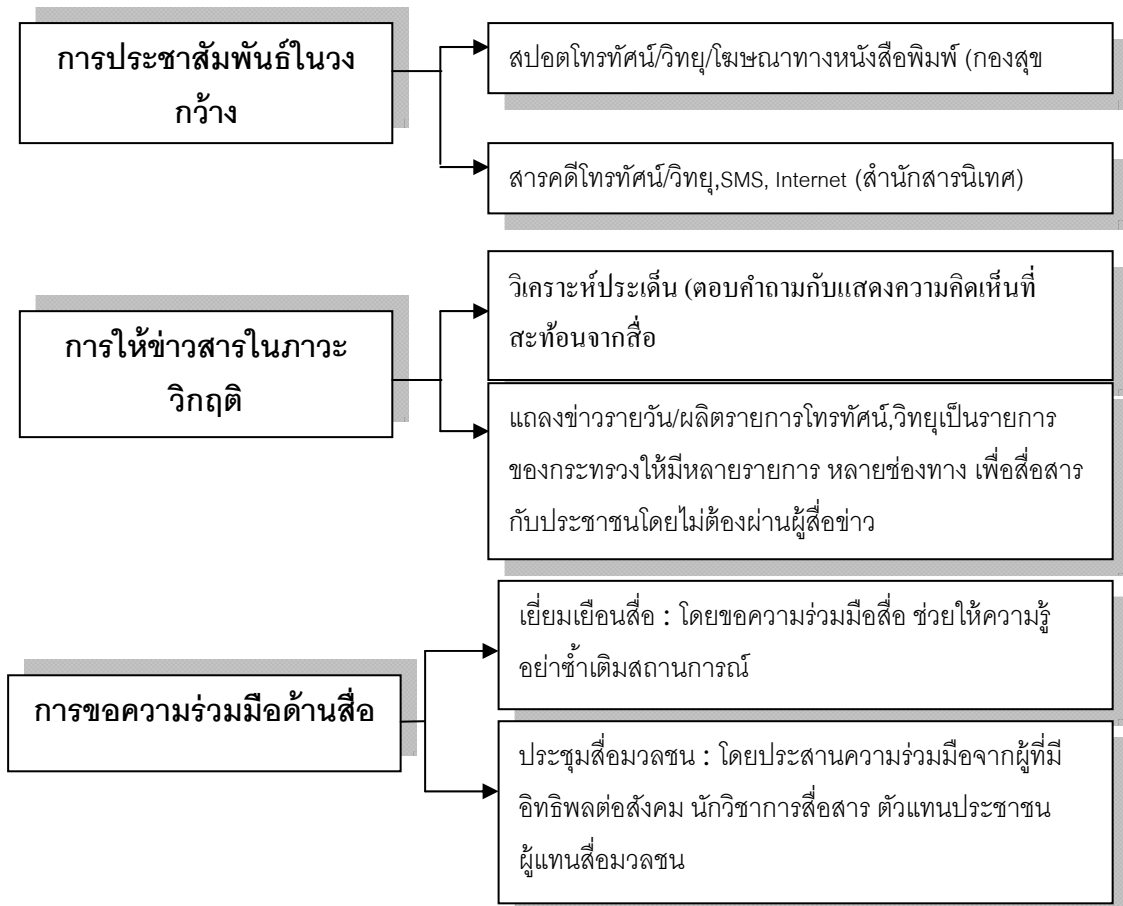 การประชาสัมพันธ์ในวง
กว้าง
สปอตโทรทัศน์/วิทยุ/โฆษณาทางหนังสือพิมพ์ (กองสุข
สารคดีโทรทัศน์/วิทยุ,SMS, Internet (สำนักสารนิเทศ)
การให้ข่าวสารในภาวะ
วิกฤติ
วิเคราะห์ประเด็น (ตอบคำถามกับแสดงความคิดเห็นที่
สะท้อนจากสื่อ
แถลงข่าวรายวัน/ผลิตรายการโทรทัศน์,วิทยุเป็นรายการ
ของกระทรวงให้มีหลายรายการ หลายช่องทาง เพื่อสื่อสาร
กับประชาชนโดยไม่ต้องผ่านผู้สื่อข่าว
การขอความร่วมมือด้านสื่อ
เยี่ยมเยือนสื่อ : โดยขอความร่วมมือสื่อ ช่วยให้ความรู้
อย่าซ้ำเติมสถานการณ์
ประชุมสื่อมวลชน : โดยประสานความร่วมมือจากผู้ที่มี
อิทธิพลต่อสังคม นักวิชาการสื่อสาร ตัวแทนประชาชน
ผู้แทนสื่อมวลชน